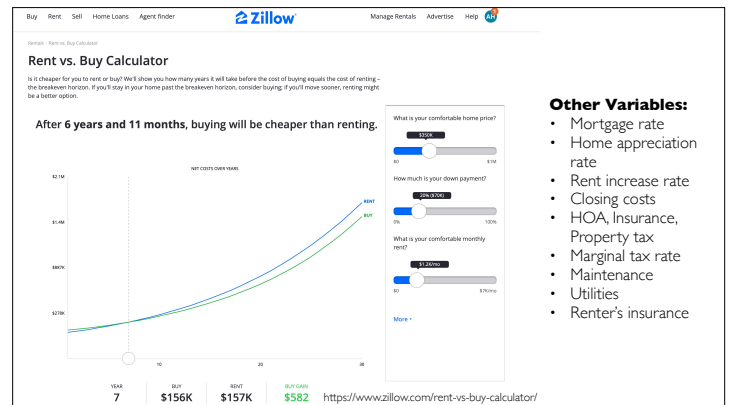 Buy Rent Sell Home Loans Agent finder Zillow Manage Rentals Advertise Help AH
Rentals · Rent vs. Buy Calculator
Rent vs. Buy Calculator
Is it cheaper for you to rent or buy? We'll show you how many years it will take before the cost of buying equals the cost of renting –
the breakeven horizon. If you'll stay in your home past the breakeven horizon, consider buying; if you'll move sooner, renting might
be a better option.
After 6 years and 11 months, buying will be cheaper than renting.
NET COSTS OVER YEARS
$2.1M
$1.4M
$887K
$278K
RENT
BUY
10 20 30
YEAR BUY RENT BUY GAIN
7 $156K $157K $582
What is your comfortable home price?
$350K
$0 $1M
How much is your down payment?
20% ($70K)
0% 100%
What is your comfortable monthly
rent?
$1.2K/mo
$0 $7K/mo
More
https://www.zillow.com/rent-vs-buy-calculator/
Other Variables:
• Mortgage rate
• Home appreciation
rate
• Rent increase rate
• Closing costs
• HOA, Insurance,
Property tax
• Marginal tax rate
• Maintenance
• Utilities
• Renter's insurance